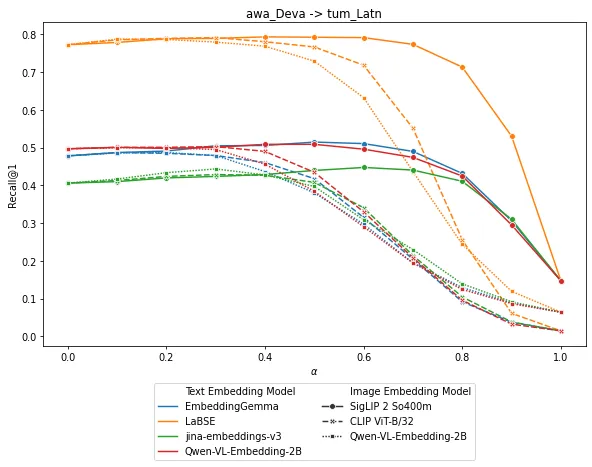 awa_Deva -> tum_Latn
Recall@1
0.8
0.7
0.6
0.5
0.4
0.3
0.2
0.1
0.0
0.0 0.2 0.4 0.6 0.8 1.0
α
Text Embedding Model Image Embedding Model
EmbeddingGemma SigLIP 2 So400m
LaBSE CLIP ViT-B/32
jina-embeddings-v3 Qwen-VL-Embedding-2B
Qwen-VL-Embedding-2B